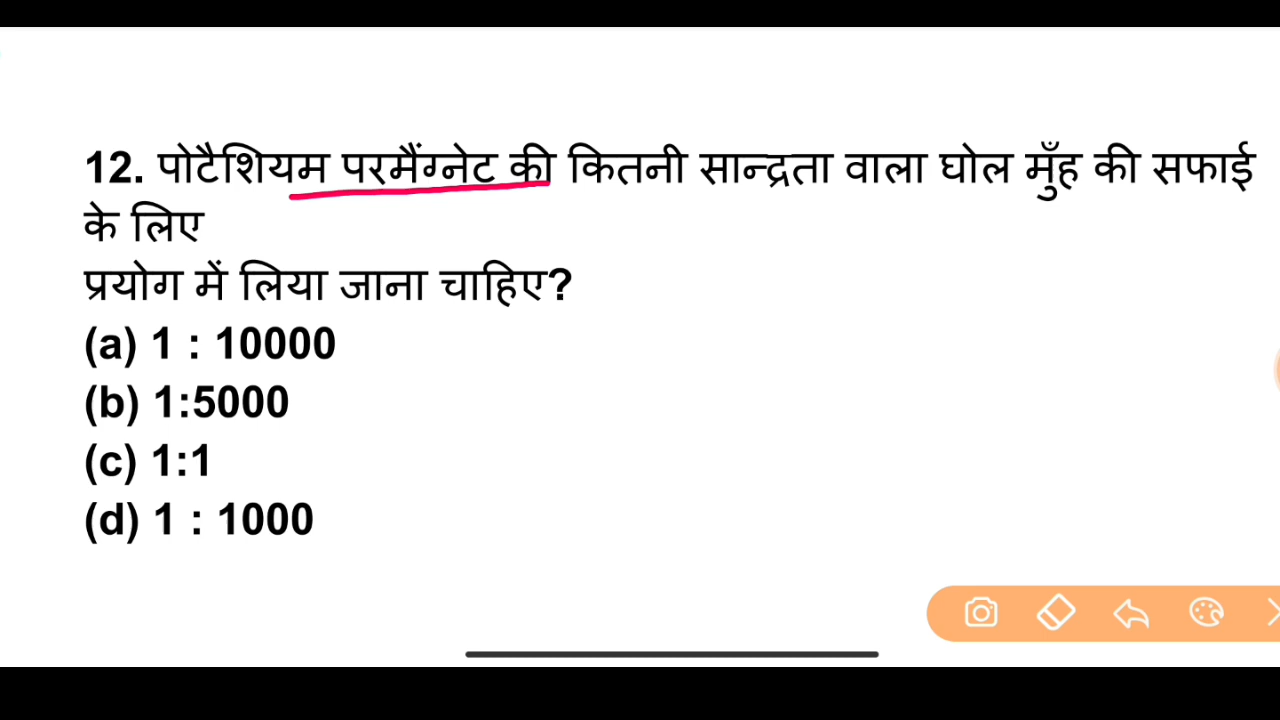 12. पोटैशियम परमैंग्नेट की कितनी सान्द्रता वाला घोल मुँह की सफाई
के लिए
प्रयोग में लिया जाना चाहिए?
(a) 1 : 10000
(b) 1:5000
(c) 1:1
(d) 1 : 1000